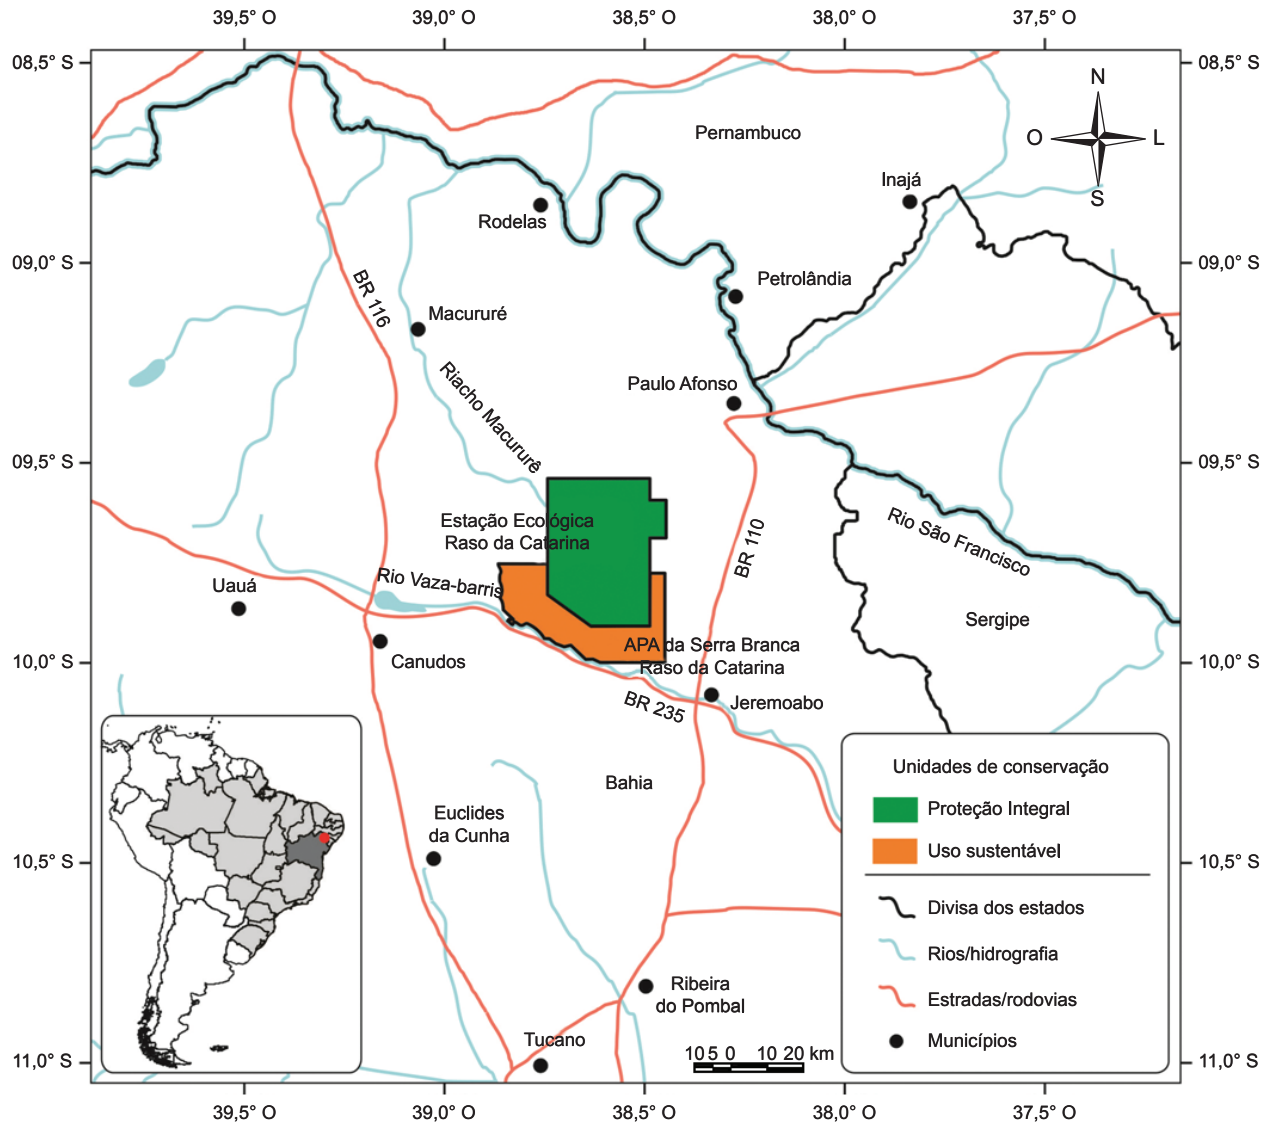 39,5° O
39,0° O
38,5° O
38,0° O
37,5° O
08,5° S
08,5° S
N
O
L
S
Pernambuco
Inajá
Rodelas
09,0° S
09,0° S
Petrolândia
BR 116
Macururé
Riacho Macururê
Paulo Afonso
09,5° S
09,5° S
Estação Ecológica
Raso da Catarina
BR 110
Rio São Francisco
Uauá
Rio Vaza-barris
Sergipe
APA da Serra Branca
Raso da Catarina
10,0° S
10,0° S
Canudos
BR 235
Jeremoabo
Bahia
Euclides
da Cunha
10,5° S
10,5° S
Ribeira
do Pombal
Tucano
11,0° S
11,0° S
10 5 0 10 20 km
Unidades de conservação
Proteção Integral
Uso sustentável
Divisa dos estados
Rios/hidrografia
Estradas/rodovias
Municípios
39,5° O
39,0° O
38,5° O
38,0° O
37,5° O